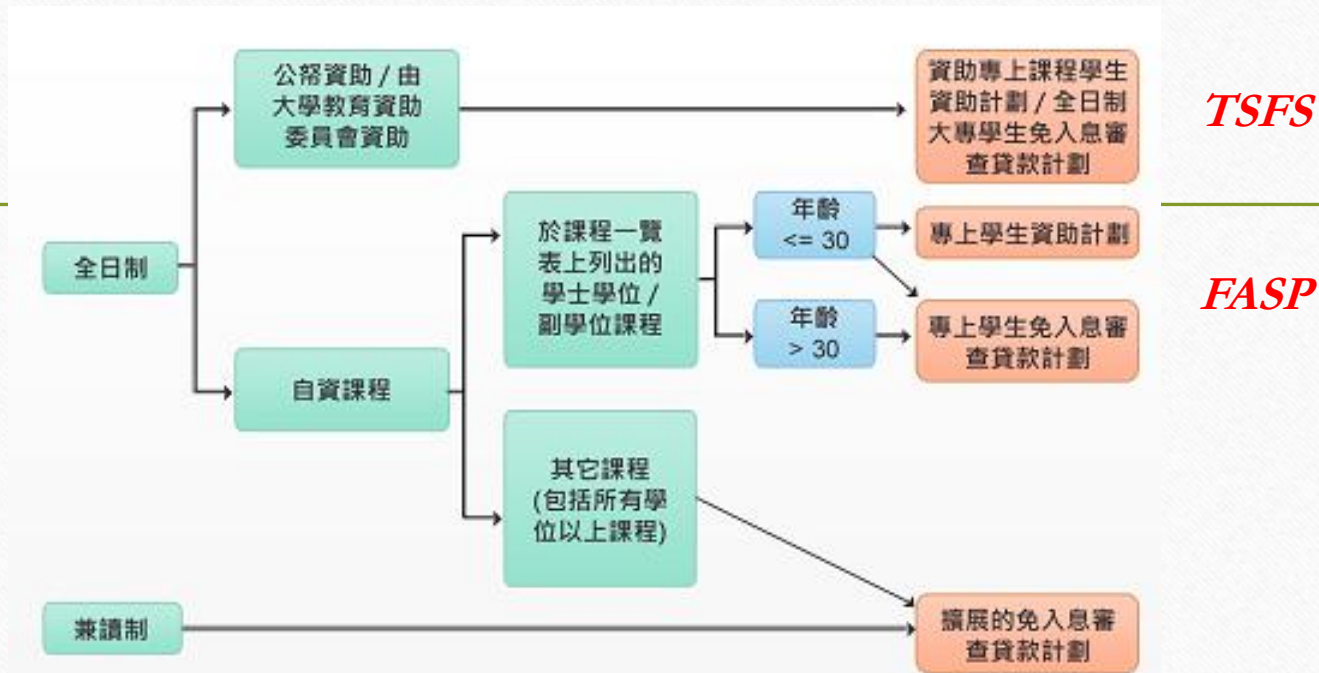 公帑資助 / 由
大學教育資助
委員會資助
資助專上課程學生
資助計劃 / 全日制
大專學生免入息審
查貸款計劃
TSFS
全日制
於課程一覽
表上列出的
學士學位 /
副學位課程
年齡
<= 30
專上學生資助計劃
FASP
年齡
> 30
專上學生免入息審
查貸款計劃
自資課程
其它課程
(包括所有學
位以上課程)
兼讀制
擴展的免入息審
查貸款計劃